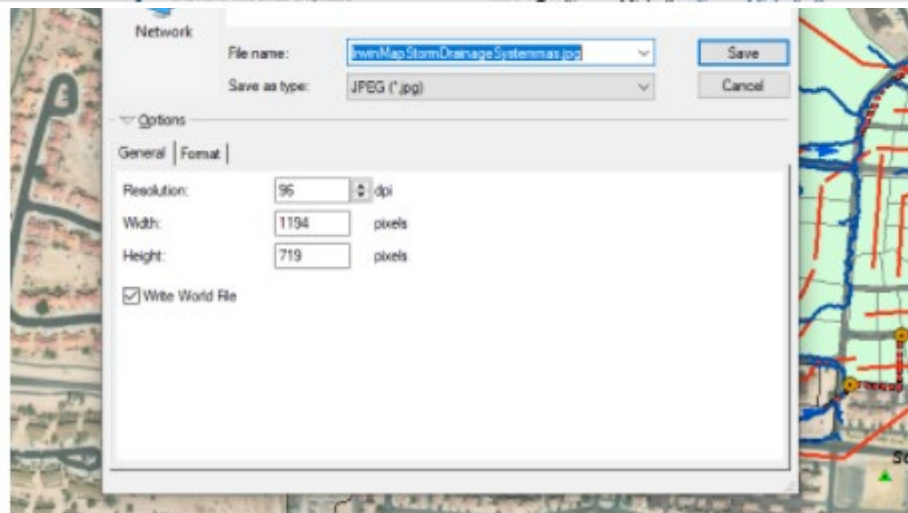 Network
File name: IrwinMapStormDrainageSystemmas.jpg
Save
Save as type: JPEG (*.jpg)
Cancel
Options
General Format
Resolution: 96 dpi
Width: 1194 pixels
Height: 719 pixels
Write World File